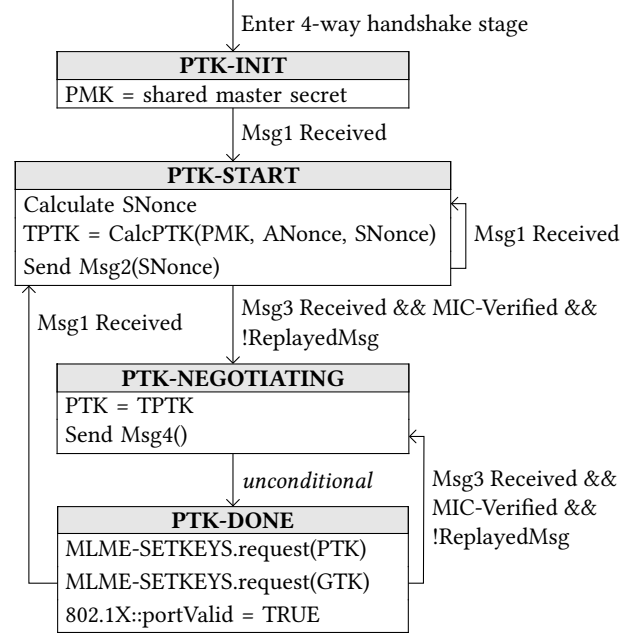 Enter 4-way handshake stage
PTK-INIT
PMK = shared master secret
Msg1 Received
PTK-START
Calculate SNonce
TPTK = CalcPTK(PMK, ANonce, SNonce)
Send Msg2(SNonce)
Msg1 Received
Msg1 Received
Msg3 Received && MIC-Verified &&
!ReplayedMsg
PTK-NEGOTIATING
PTK = TPTK
Send Msg4()
unconditional
Msg3 Received &&
MIC-Verified &&
!ReplayedMsg
PTK-DONE
MLME-SETKEYS.request(PTK)
MLME-SETKEYS.request(GTK)
802.1X::portValid = TRUE